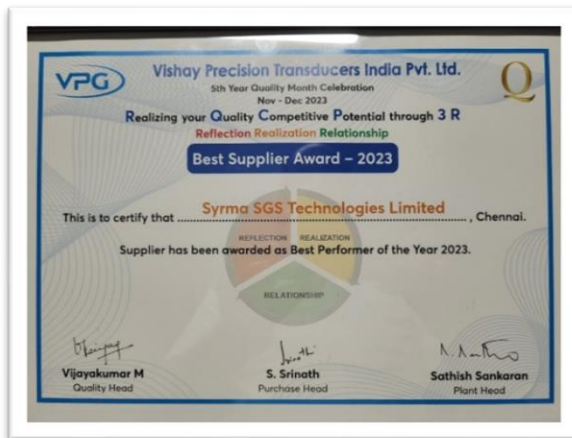 VPG
Vishay Precision Transducers India Pvt. Ltd.
5th Year Quality Month Celebration
Nov - Dec 2023
Q
Realizing your Quality Competitive Potential through 3 R
Reflection Realization Relationship
Best Supplier Award – 2023
This is to certify that Syrma SGS Technologies Limited , Chennai.
REFLECTION REALIZATION
Supplier has been awarded as Best Performer of the Year 2023.
RELATIONSHIP
Vijayakumar M S. Srinath Sathish Sankaran
Quality Head Purchase Head Plant Head